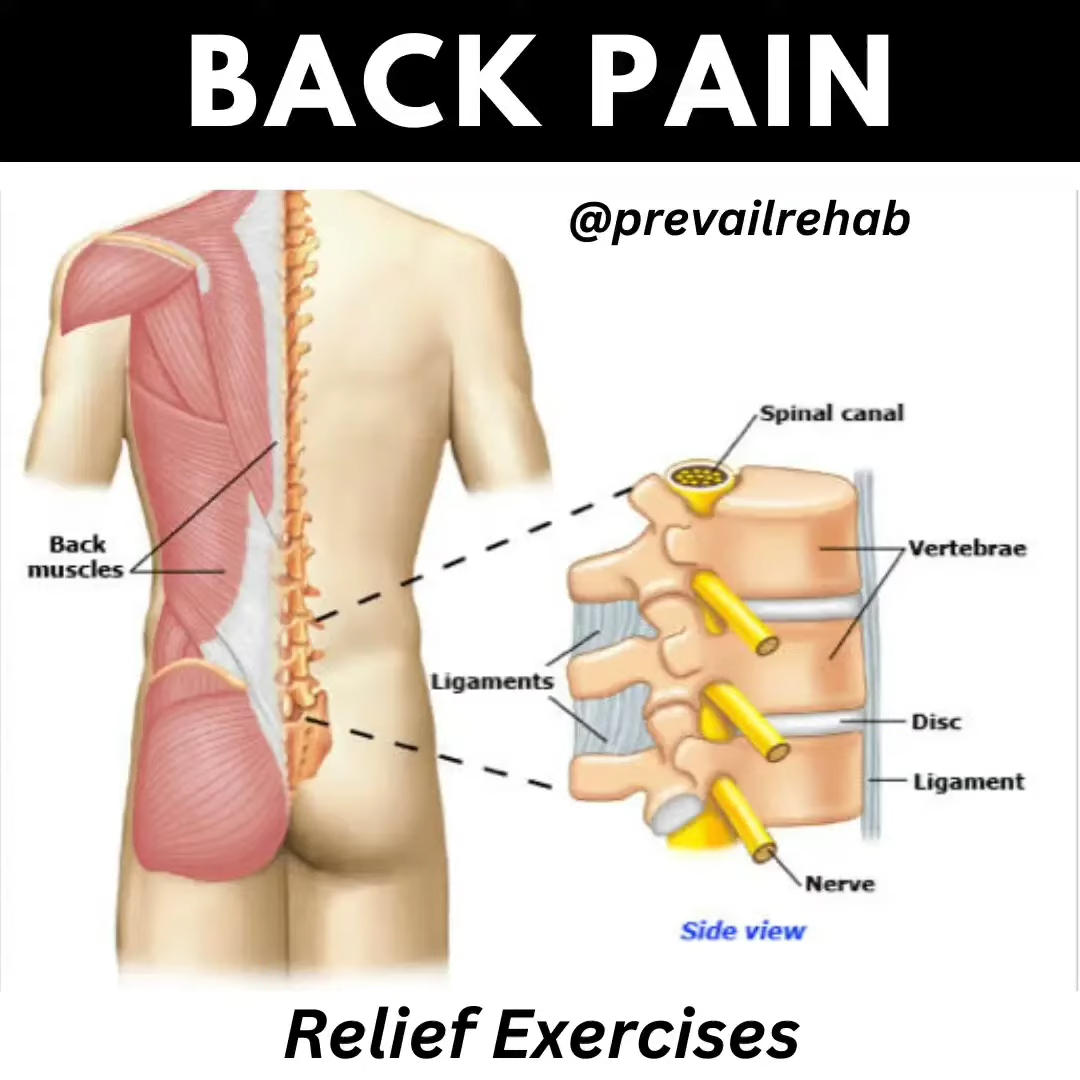 BACK PAIN
@prevailrehab
Spinal canal
Back
muscles
Vertebrae
Ligaments
Disc
Ligament
Nerve
Side view
Relief Exercises